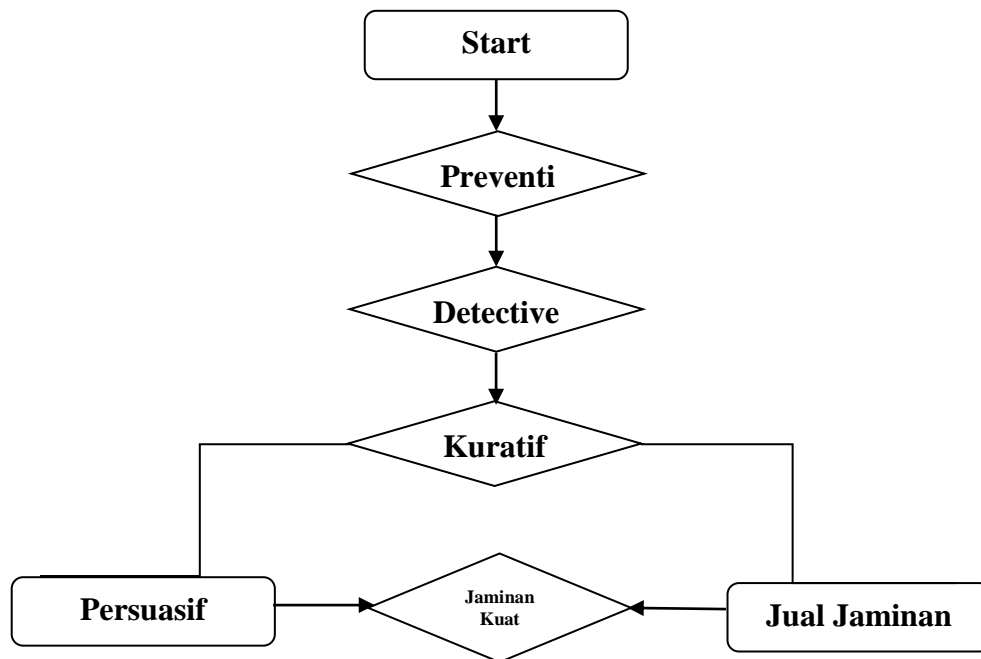 Start
Preventi
Detective
Kuratif
Persuasif
Jaminan
Kuat
Jual Jaminan